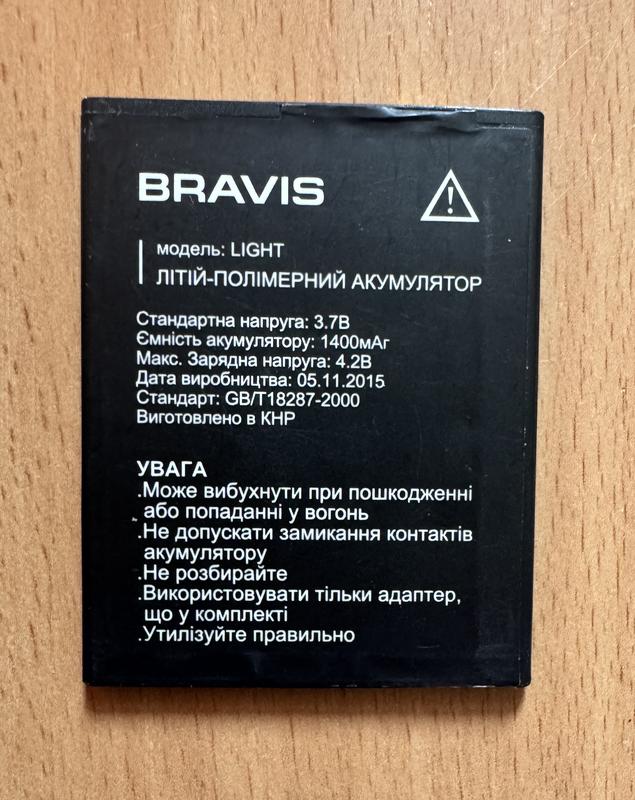 BRAVIS
модель: LIGHT
ЛІТІЙ-ПОЛІМЕРНИЙ АКУМУЛЯТОР
Стандартна напруга: 3.7В
Ємність акумулятору: 1400мАг
Макс. Зарядна напруга: 4.2В
Дата виробництва: 05.11.2015
Стандарт: GB/T18287-2000
Виготовлено в КНР
УВАГА
.Може вибухнути при пошкодженні
або попаданні у вогонь
.Не допускати замикання контактів
акумулятору
.Не розбирайте
.Використовувати тільки адаптер,
що у комплекті
.Утилізуйте правильно